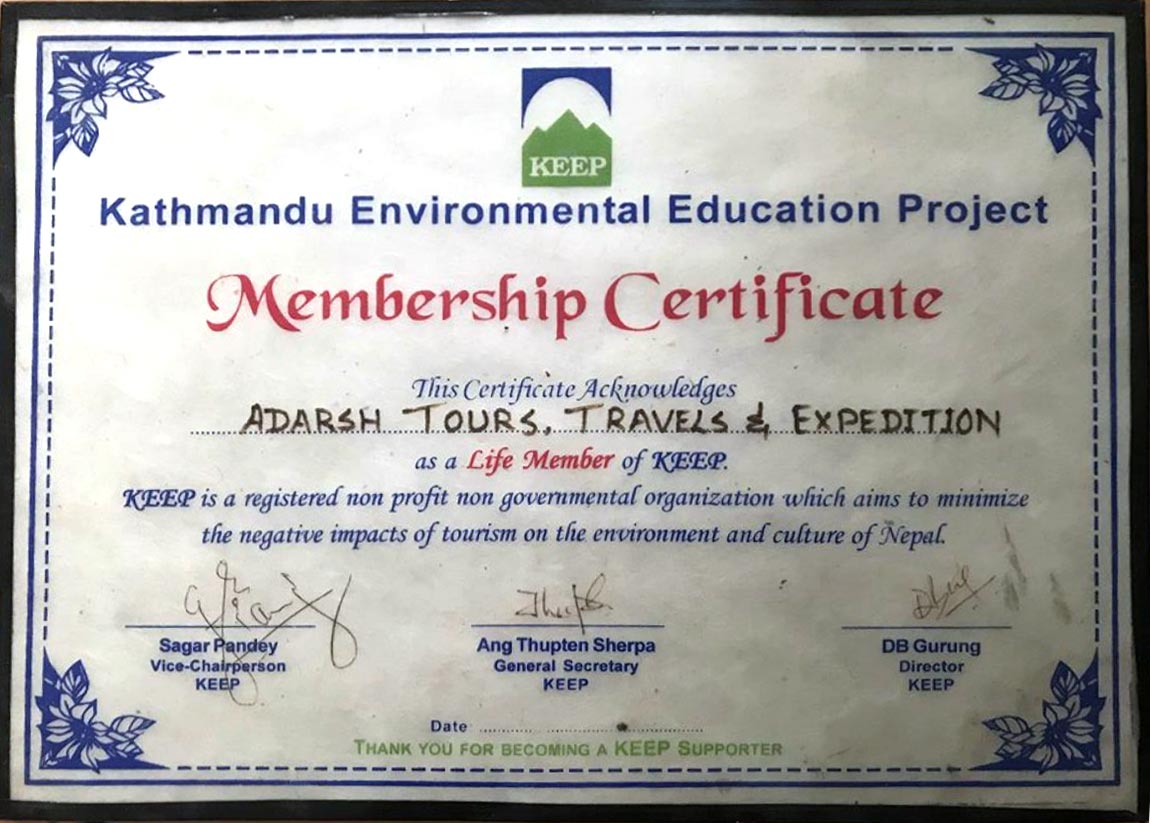 KEEP
Kathmandu Environmental Education Project
Membership Certificate
This Certificate Acknowledges
ADARSH TOURS, TRAVELS & EXPEDITION
as a Life Member of KEEP.
KEEP is a registered non profit non governmental organization which aims to minimize
the negative impacts of tourism on the environment and culture of Nepal.
Sagar Pandey Ang Thupten Sherpa DB Gurung
Vice-Chairperson General Secretary Director
KEEP KEEP KEEP
Date
THANK YOU FOR BECOMING A KEEP SUPPORTER